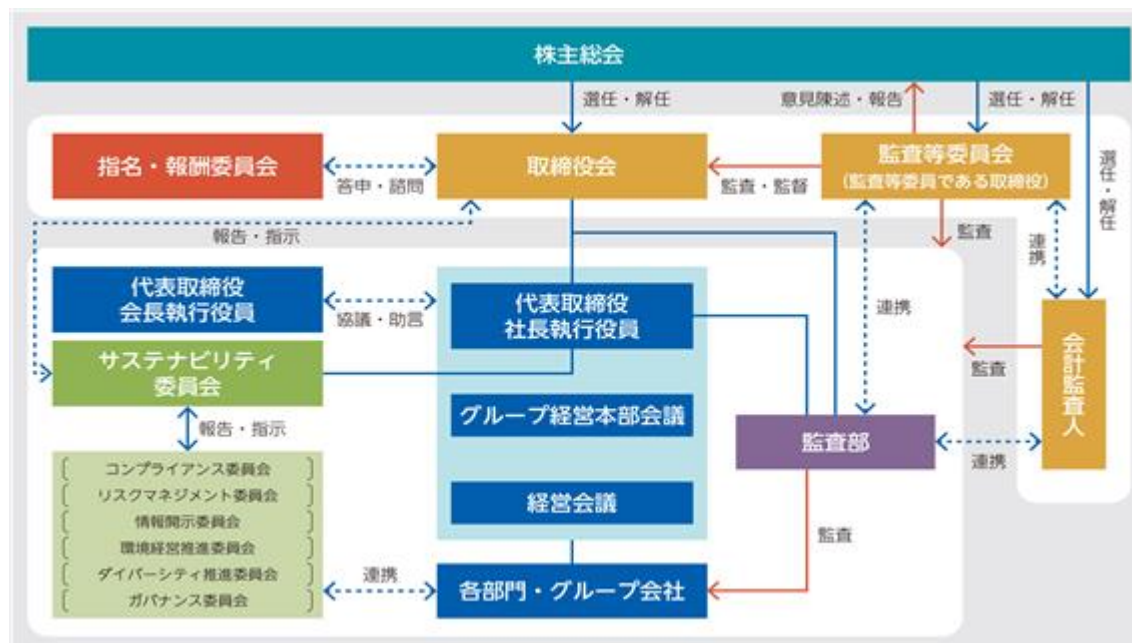 株主総会
選任・解任
意見陳述・報告
選任・解任
選任・解任
指名・報酬委員会
答申・諮問
取締役会
監査・監督
監査等委員会
(監査等委員である取締役)
報告・指示
監査
連携
代表取締役
会長執行役員
協議・助言
代表取締役
社長執行役員
連携
サステナビリティ
委員会
監査
会計監査人
報告・指示
グループ経営本部会議
監査部
連携
コンプライアンス委員会
リスクマネジメント委員会
情報開示委員会
環境経営推進委員会
ダイバーシティ推進委員会
ガバナンス委員会
経営会議
監査
連携
各部門・グループ会社